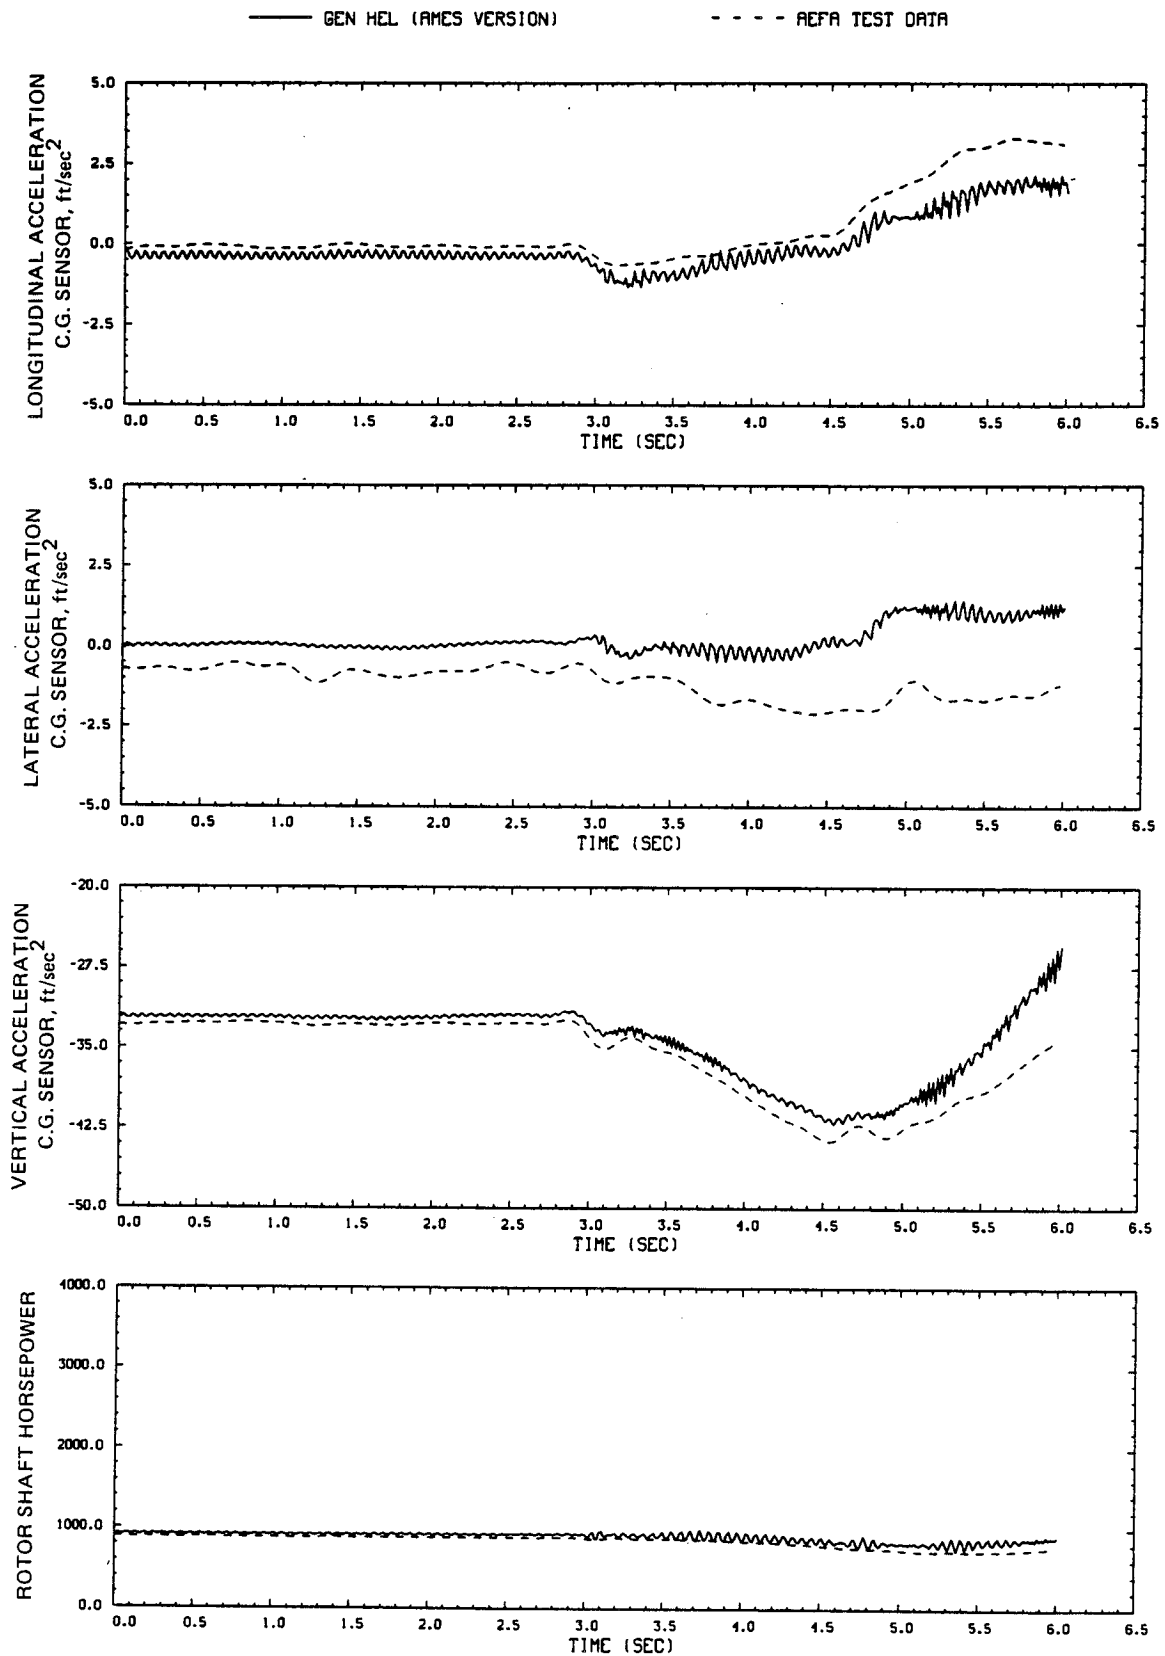 GEN HEL (AMES VERSION)
AEFA TEST DATA
LONGITUDINAL ACCELERATION
C.G. SENSOR, ft/sec2
5.0
2.5
0.0
-2.5
-5.0
0.0 0.5 1.0 1.5 2.0 2.5 3.0 3.5 4.0 4.5 5.0 5.5 6.0 6.5
TIME (SEC)
LATERAL ACCELERATION
C.G. SENSOR, ft/sec2
5.0
2.5
0.0
-2.5
-5.0
0.0 0.5 1.0 1.5 2.0 2.5 3.0 3.5 4.0 4.5 5.0 5.5 6.0 6.5
TIME (SEC)
VERTICAL ACCELERATION
C.G. SENSOR, ft/sec2
-20.0
-27.5
-35.0
-42.5
-50.0
0.0 0.5 1.0 1.5 2.0 2.5 3.0 3.5 4.0 4.5 5.0 5.5 6.0 6.5
TIME (SEC)
ROTOR SHAFT HORSEPOWER
4000.0
3000.0
2000.0
1000.0
0.0
0.0 0.5 1.0 1.5 2.0 2.5 3.0 3.5 4.0 4.5 5.0 5.5 6.0 6.5
TIME (SEC)